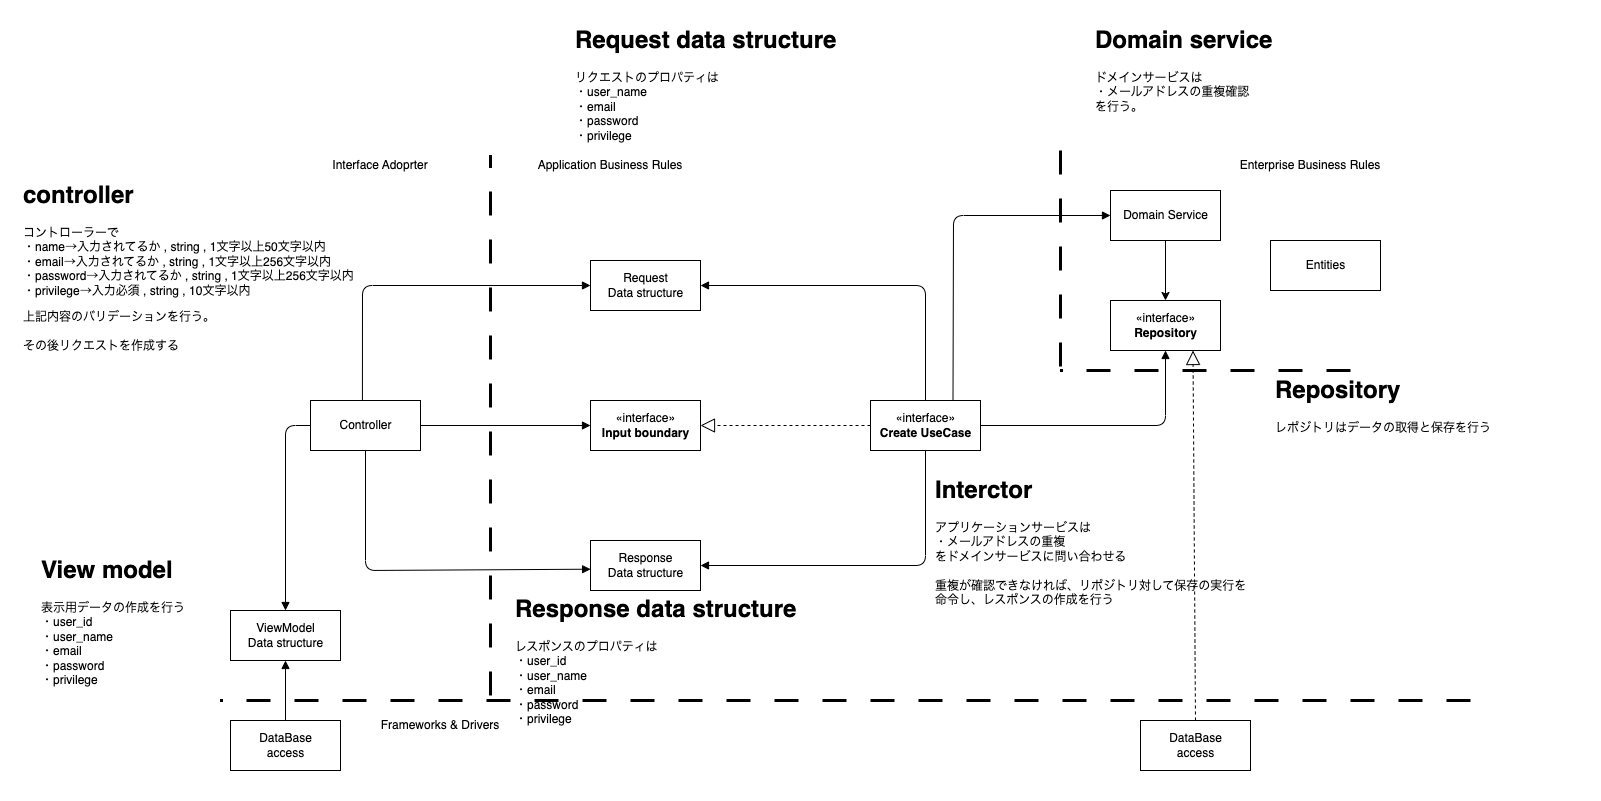 Request data structure
リクエストのプロパティは
・user_name
・email
・password
・privilege
Domain service
ドメインサービスは
・メールアドレスの重複確認
を行う。
Interface Adoprter
Application Business Rules
Enterprise Business Rules
controller
コントローラーで
・name→入力されてるか , string , 1文字以上50文字以内
・email→入力されてるか , string , 1文字以上256文字以内
・password→入力されてるか , string , 1文字以上256文字以内
・privilege→入力必須 , string , 10文字以内
上記内容のバリデーションを行う。
その後リクエストを作成する
Domain Service
Entities
Request
Data structure
«interface»
Repository
Repository
レポジトリはデータの取得と保存を行う
Controller
«interface»
Input boundary
«interface»
Create UseCase
Interctor
アプリケーションサービスは
・メールアドレスの重複
をドメインサービスに問い合わせる
重複が確認できなければ、リポジトリ対して保存の実行を
命令し、レスポンスの作成を行う
Response
Data structure
Response data structure
レスポンスのプロパティは
・user_id
・user_name
・email
・password
・privilege
View model
表示用データの作成を行う
・user_id
・user_name
・email
・password
・privilege
ViewModel
Data structure
Frameworks & Drivers
DataBase
access
DataBase
access